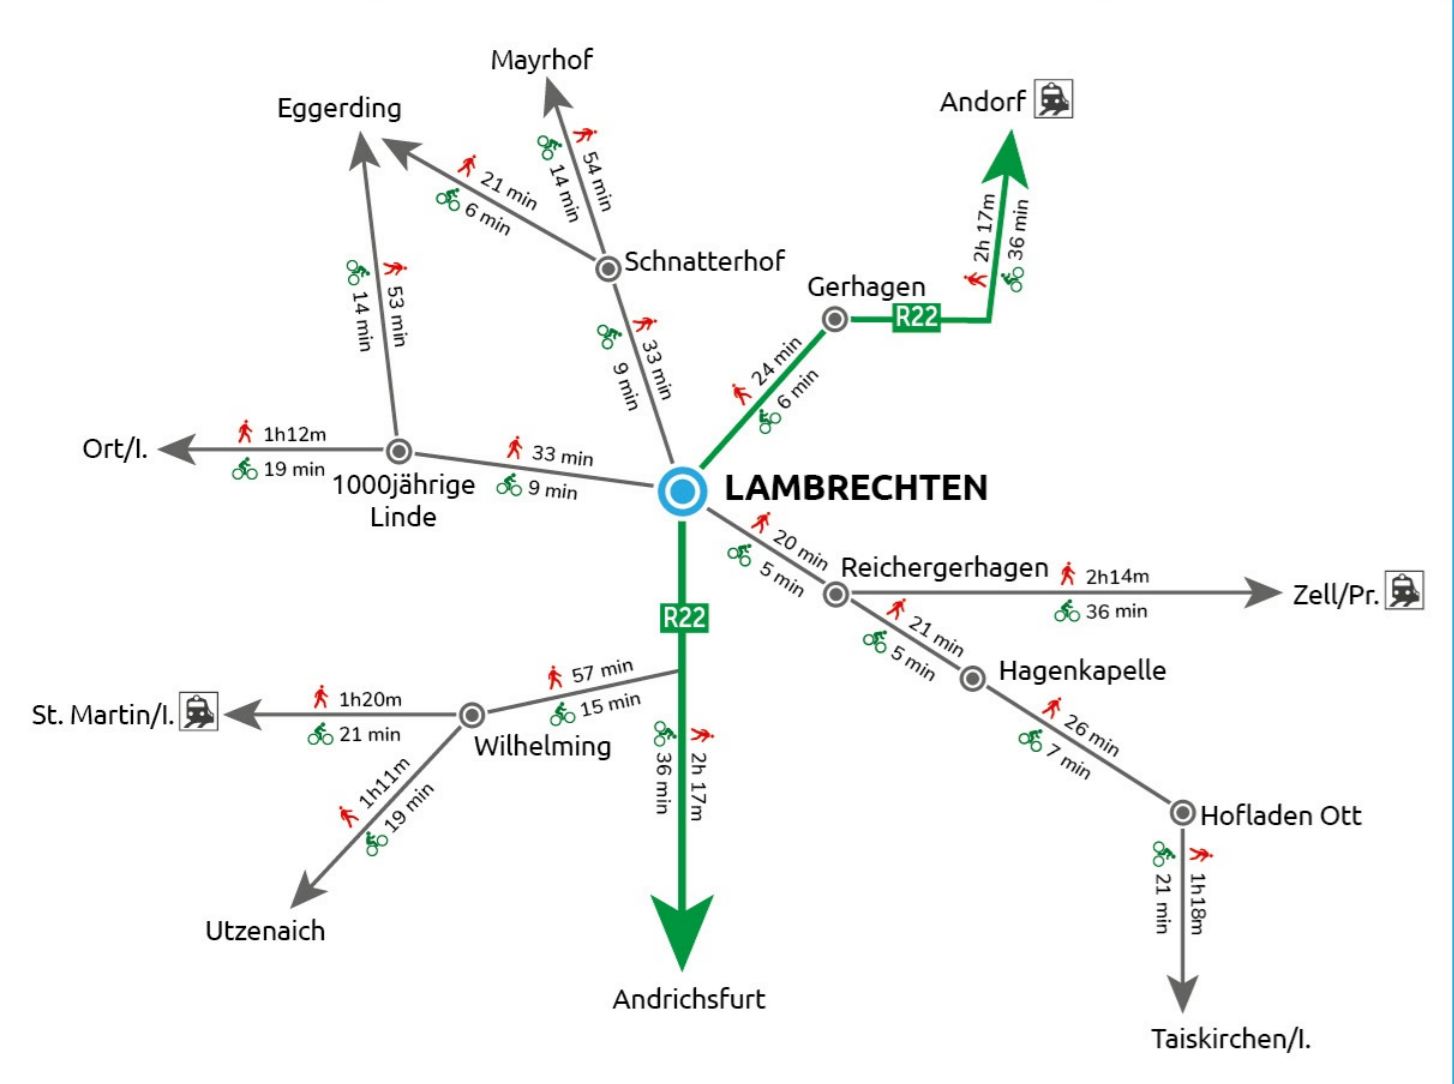 Mayrhof
Eggerding
Andorf
54 min
14 min
21 min
6 min
2h 17m
36 min
Schnatterhof
Gerhagen
R22
53 min
14 min
33 min
9 min
24 min
6 min
Ort/I.
1h12m
19 min
33 min
9 min
1000jährige
Linde
LAMBRECHTEN
20 min
5 min
Reichergerhagen
2h14m
36 min
Zell/Pr.
R22
21 min
5 min
Hagenkapelle
57 min
15 min
St. Martin/I.
1h20m
21 min
Wilhelming
26 min
7 min
36 min
2h 17m
1h11m
19 min
Hofladen Ott
21 min
1h18m
Utzenaich
Andrichsfurt
Taiskirchen/I.